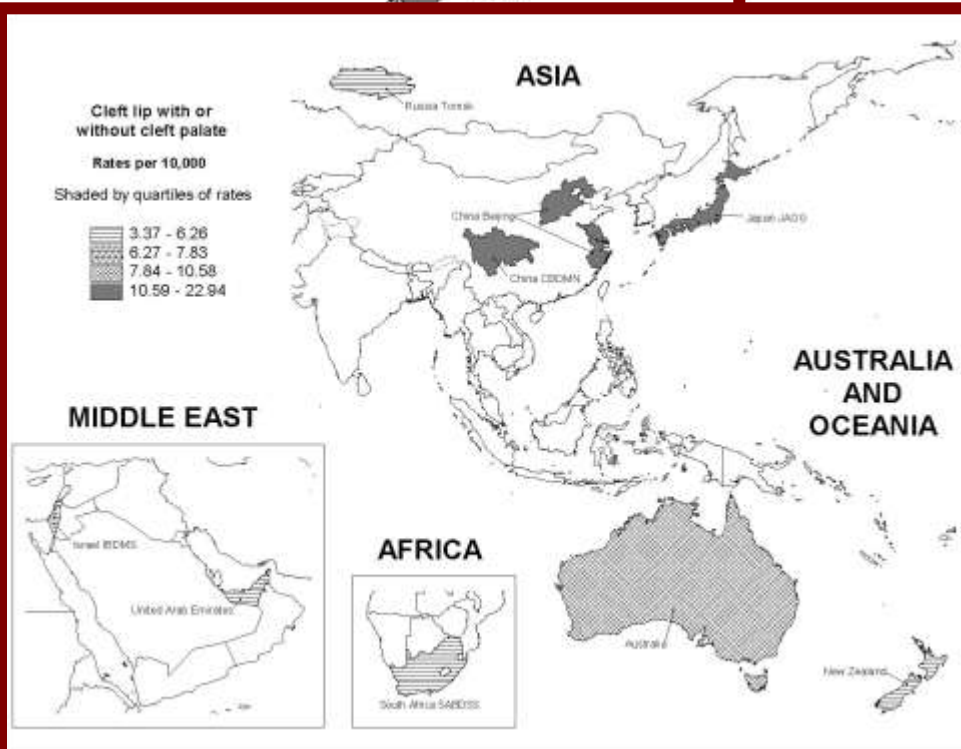 ASIA
Russia Tomsk
Cleft lip with or
without cleft palate
Rates per 10,000
Shaded by quartiles of rates
3.37 - 6.26
6.27 - 7.83
7.84 - 10.58
10.59 - 22.94
China Beijing
Japan JAOG
China CBDMN
AUSTRALIA
AND
OCEANIA
MIDDLE EAST
Israel IBDMS
United Arab Emirates
AFRICA
South Africa SABDSS
Australia
New Zealand